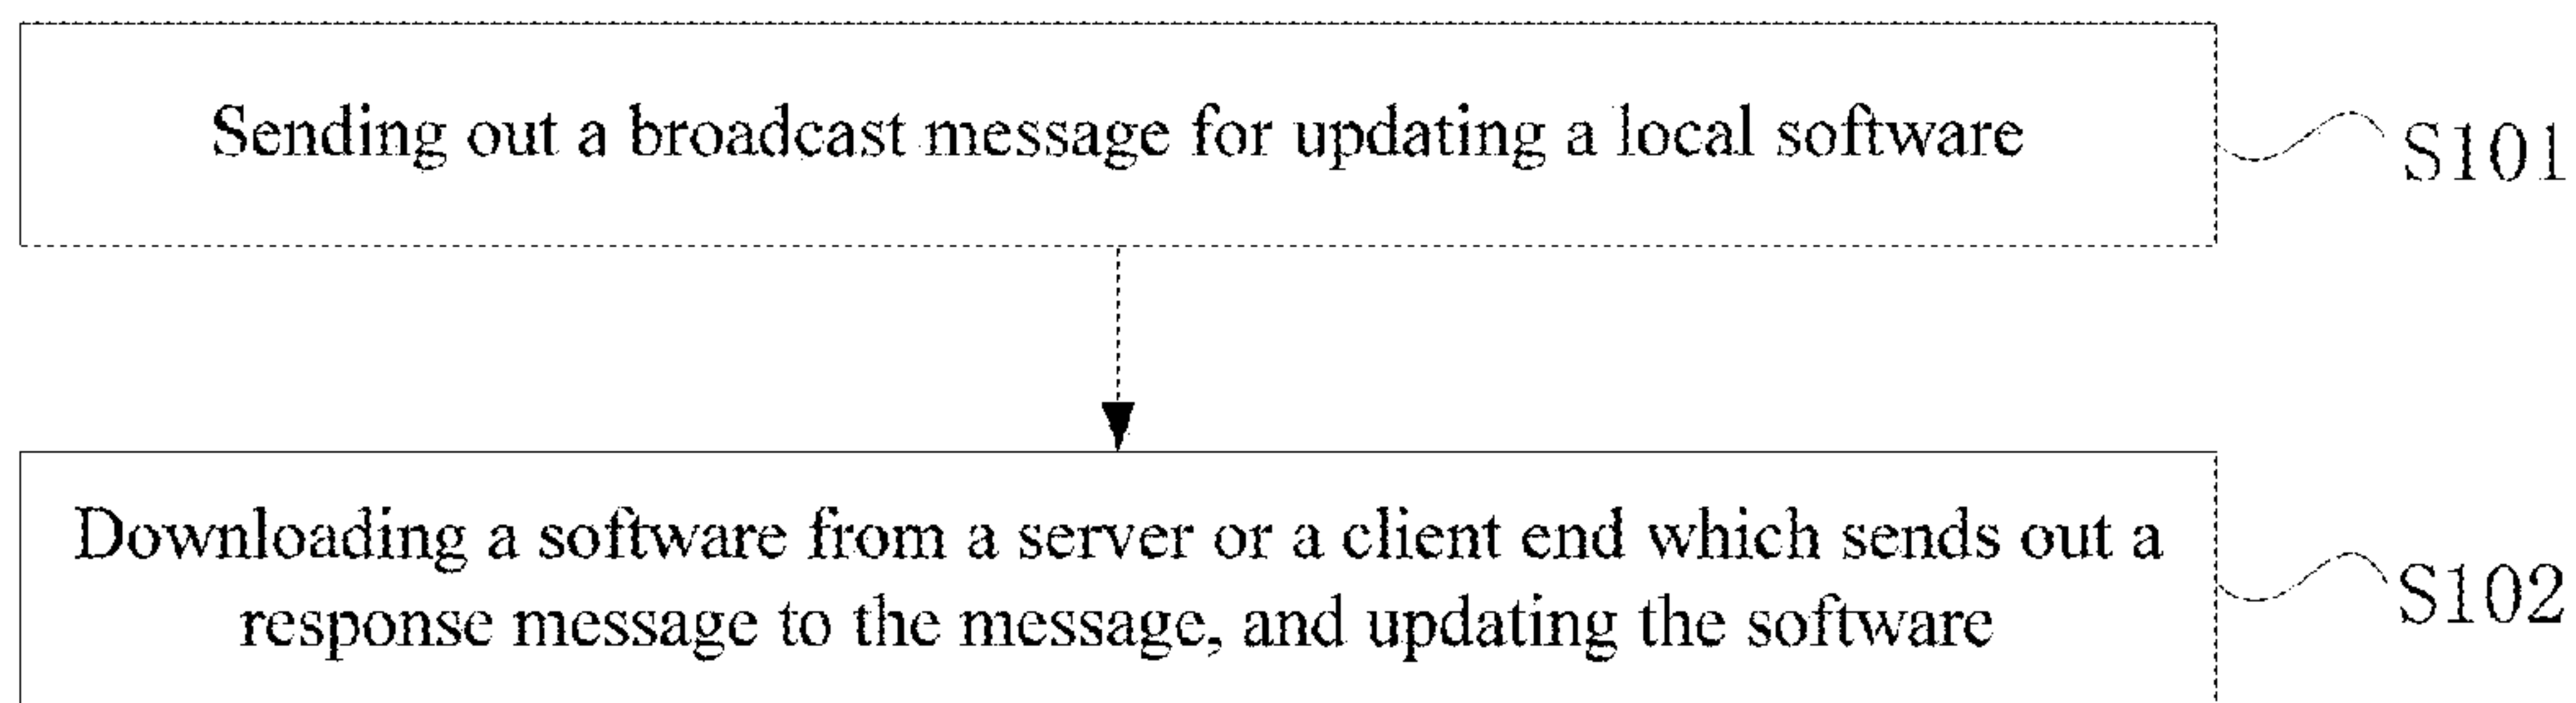 Sending out a broadcast message for updating a local software
S101
Downloading a software from a server or a client end which sends out a
response message to the message, and updating the software
S102